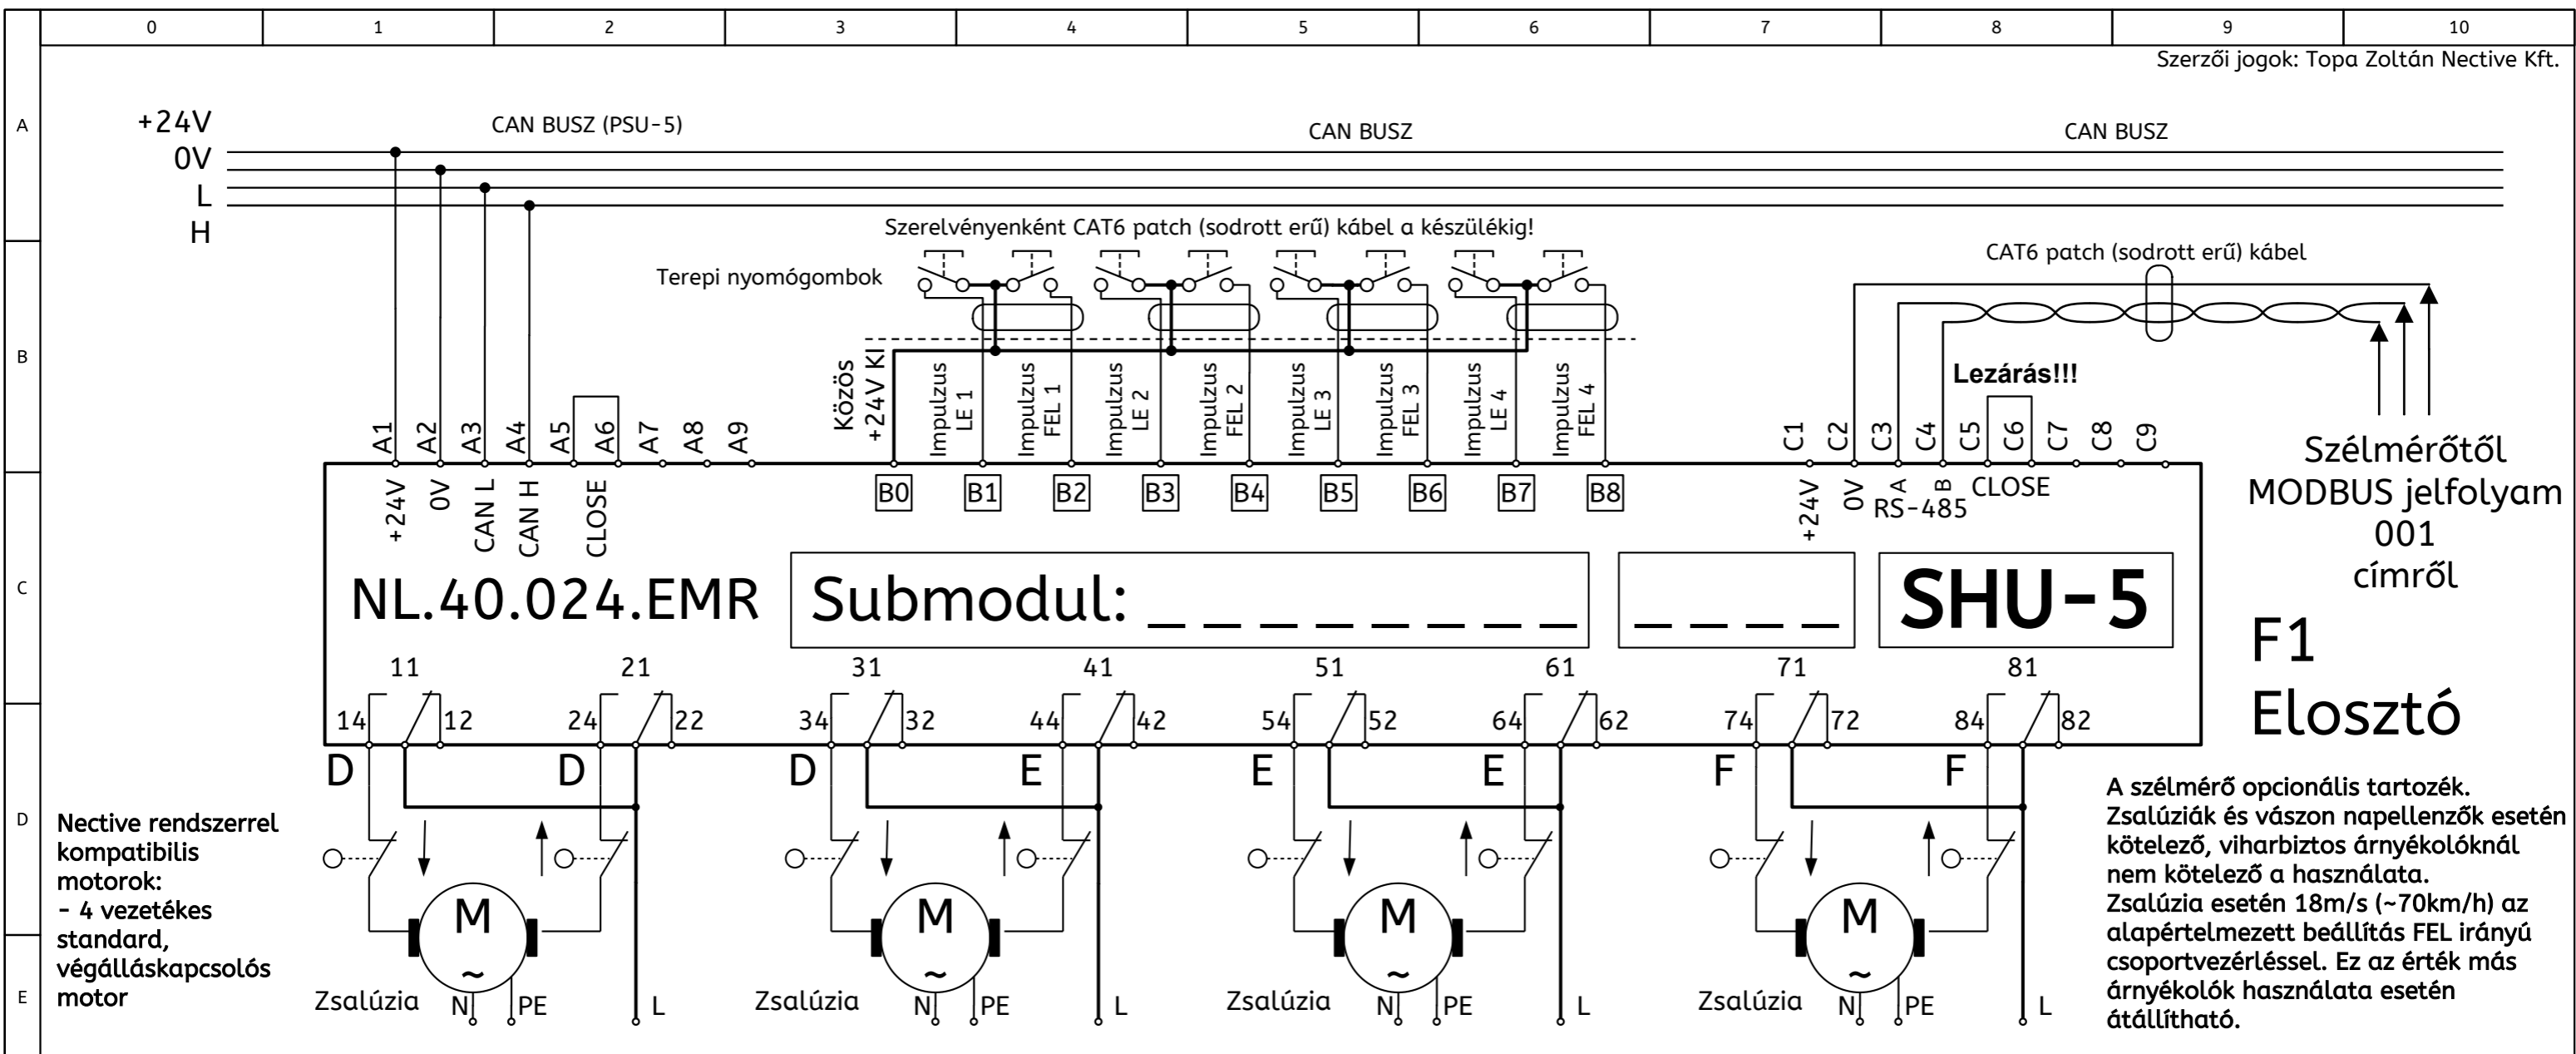 0 1 2 3 4 5 6 7 8 9 10
Szerzői jogok: Topa Zoltán Nective Kft.
A
+24V
0V
L
H
CAN BUSZ (PSU-5)
CAN BUSZ
CAN BUSZ
Szerelvényenként CAT6 patch (sodrott erű) kábel a készülékig!
Terepi nyomógombok
CAT6 patch (sodrott erű) kábel
B
Közös
+24V KI
Impulzus
LE 1
Impulzus
FEL 1
Impulzus
LE 2
Impulzus
FEL 2
Impulzus
LE 3
Impulzus
FEL 3
Impulzus
LE 4
Impulzus
FEL 4
Lezárás!!!
A1 A2 A3 A4 A5 A6 A7 A8 A9
C1 C2 C3 C4 C5 C6 C7 C8 C9
Szélmérőtől
MODBUS jelfolyam
001
címről
+24V 0V CAN L CAN H CLOSE
B0 B1 B2 B3 B4 B5 B6 B7 B8
+24V 0V A B CLOSE
RS-485
C
NL.40.024.EMR
Submodul: _ _ _ _ _ _ _ _
_ _ _ _
SHU-5
F1
Elosztó
11 21 31 41 51 61 71 81
14 12 24 22 34 32 44 42 54 52 64 62 74 72 84 82
D D D E E E F F
D
Nective rendszerrel
kompatibilis
motorok:
- 4 vezetékes
standard,
végálláskapcsolós
motor
A szélmérő opcionális tartozék.
Zsalúziák és vászon napellenzők esetén
kötelező, viharbiztos árnyékolóknál
nem kötelező a használata.
Zsalúzia esetén 18m/s (~70km/h) az
alapértelmezett beállítás FEL irányú
csoportvezérléssel. Ez az érték más
árnyékolók használata esetén
átállítható.
M
~
M
~
M
~
M
~
E
Zsalúzia N PE L
Zsalúzia N PE L
Zsalúzia N PE L
Zsalúzia N PE L